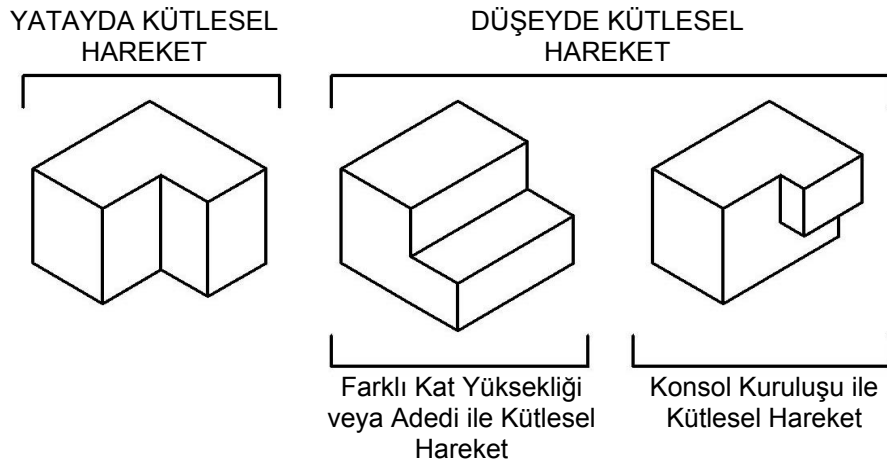 YATAYDA KÜTLESEL
HAREKET
DÜŞEYDE KÜTLESEL
HAREKET
Farklı Kat Yüksekliği
veya Adedi ile Kütlesel
Hareket
Konsol Kuruluşu ile
Kütlesel Hareket